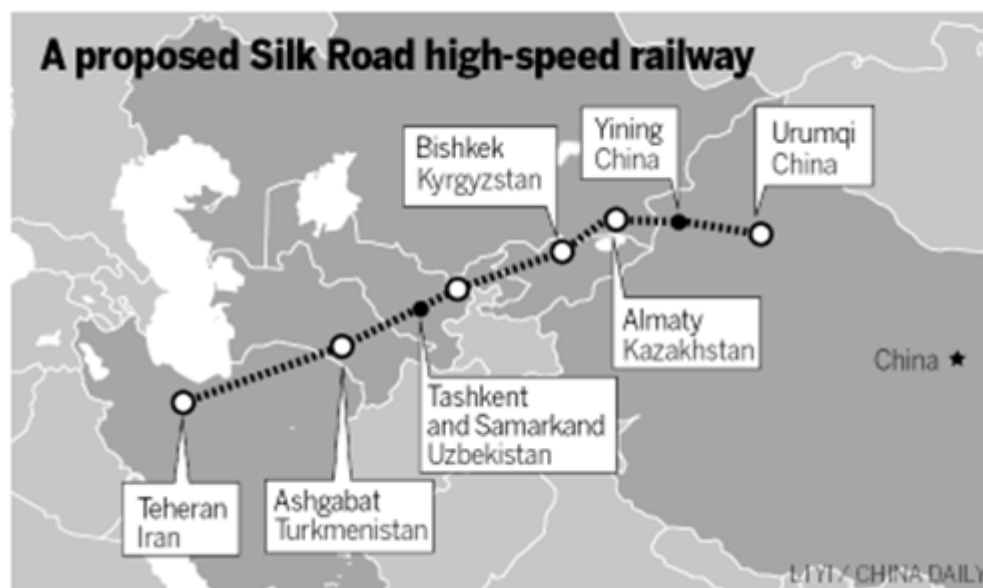 A proposed Silk Road high-speed railway
Bishkek
Kyrgyzstan
Yining
China
Urumqi
China
Almaty
Kazakhstan
China
Tashkent
and Samarkand
Uzbekistan
Ashgabat
Turkmenistan
Teheran
Iran
LI YI / CHINA DAILY